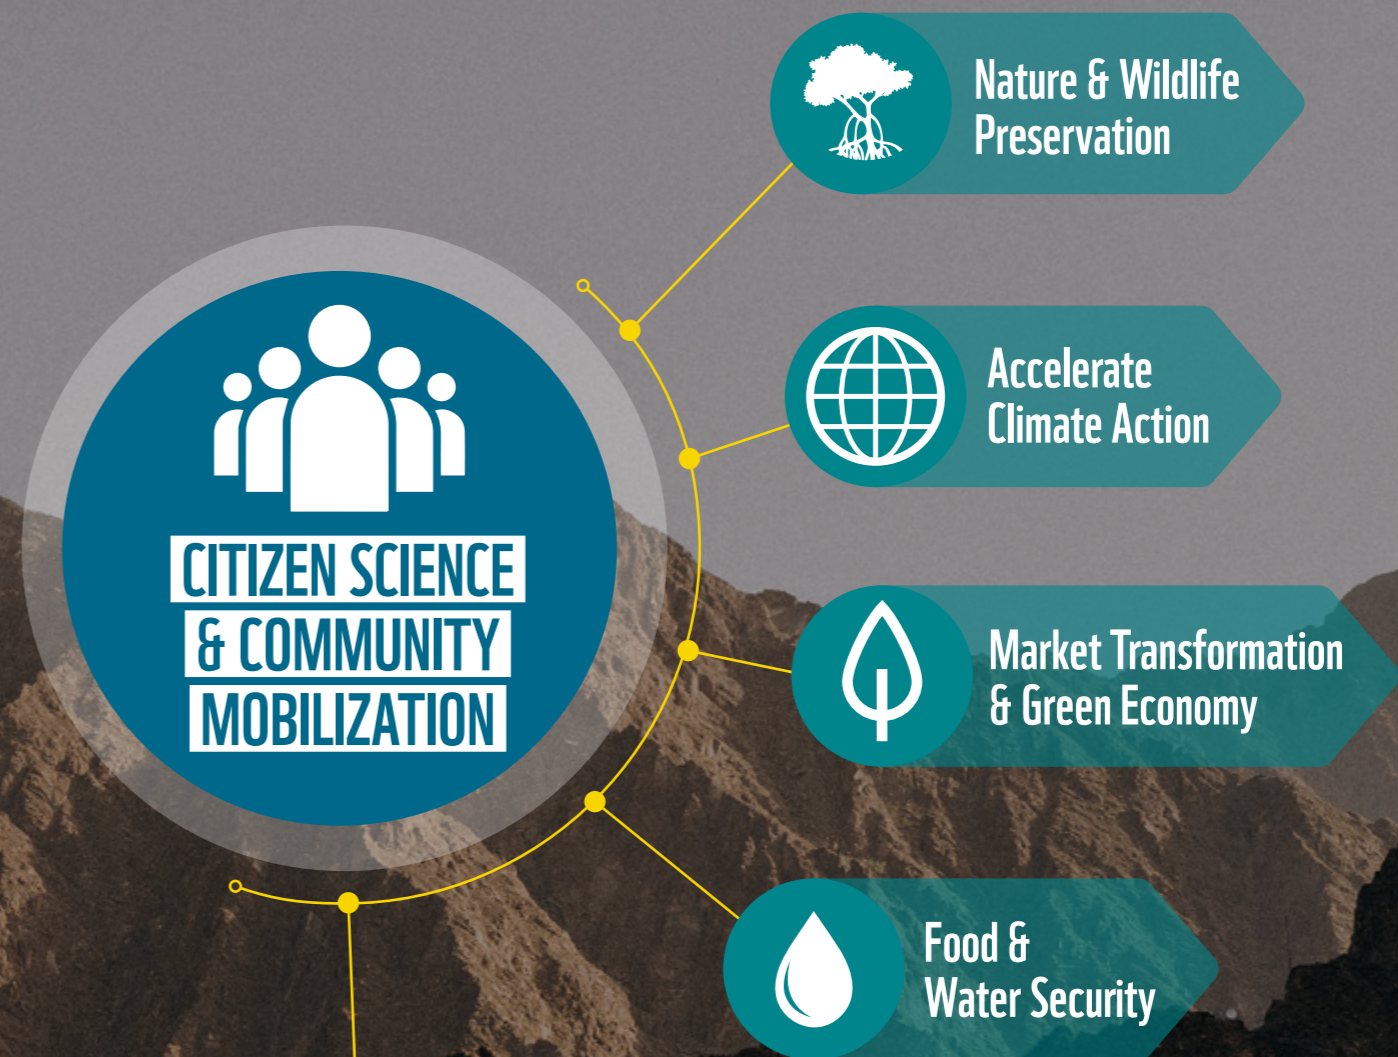 Nature & Wildlife
Preservation
Accelerate
Climate Action
CITIZEN SCIENCE
& COMMUNITY
MOBILIZATION
Market Transformation
& Green Economy
Food &
Water Security